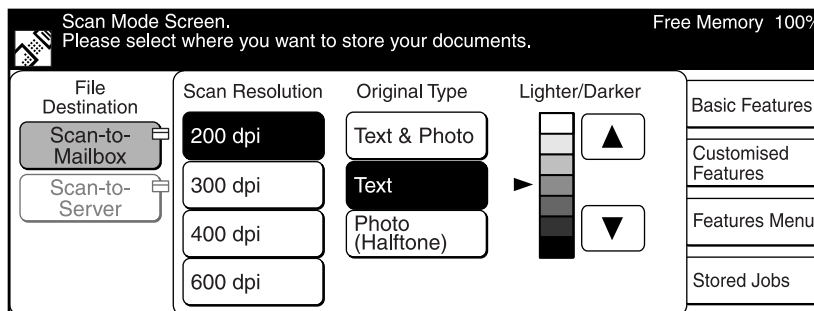 Scan Mode Screen.
Free Memory 100%
Please select where you want to store your documents.
File
Destination
Scan-to-
Mailbox
Scan-to-
Server
Scan Resolution
200 dpi
300 dpi
400 dpi
600 dpi
Original Type
Text & Photo
Text
Photo
(Halftone)
Lighter/Darker
Basic Features
Customised
Features
Features Menu
Stored Jobs